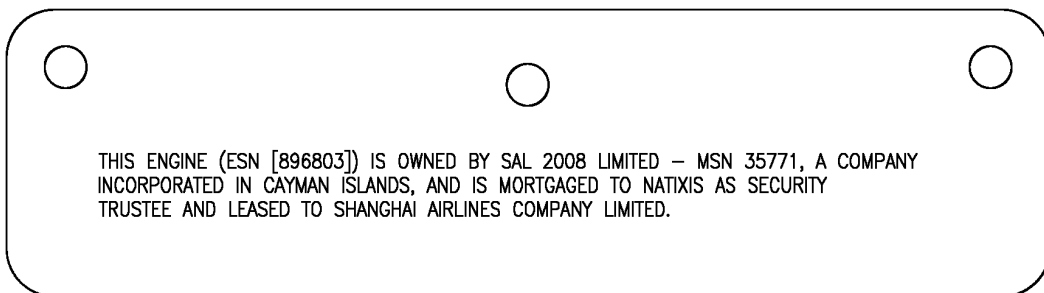 THIS ENGINE (ESN [896803]) IS OWNED BY SAL 2008 LIMITED – MSN 35771, A COMPANY
INCORPORATED IN CAYMAN ISLANDS, AND IS MORTGAGED TO NATIXIS AS SECURITY
TRUSTEE AND LEASED TO SHANGHAI AIRLINES COMPANY LIMITED.